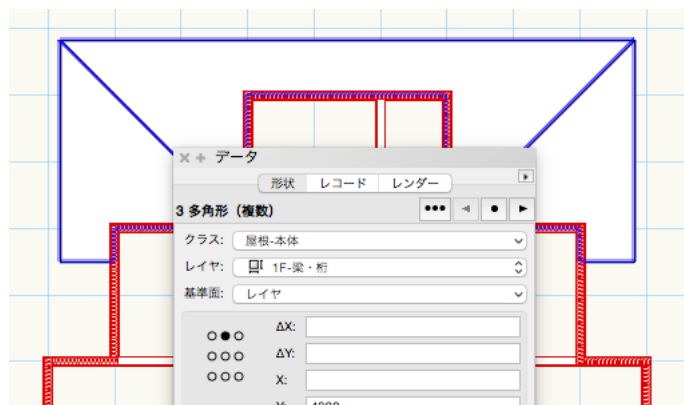 データ
形状 レコード レンダー
3 多角形（複数）
クラス: 屋根-本体
レイヤ: 1F-梁・桁
基準面: レイヤ
ΔX:
ΔY:
X: